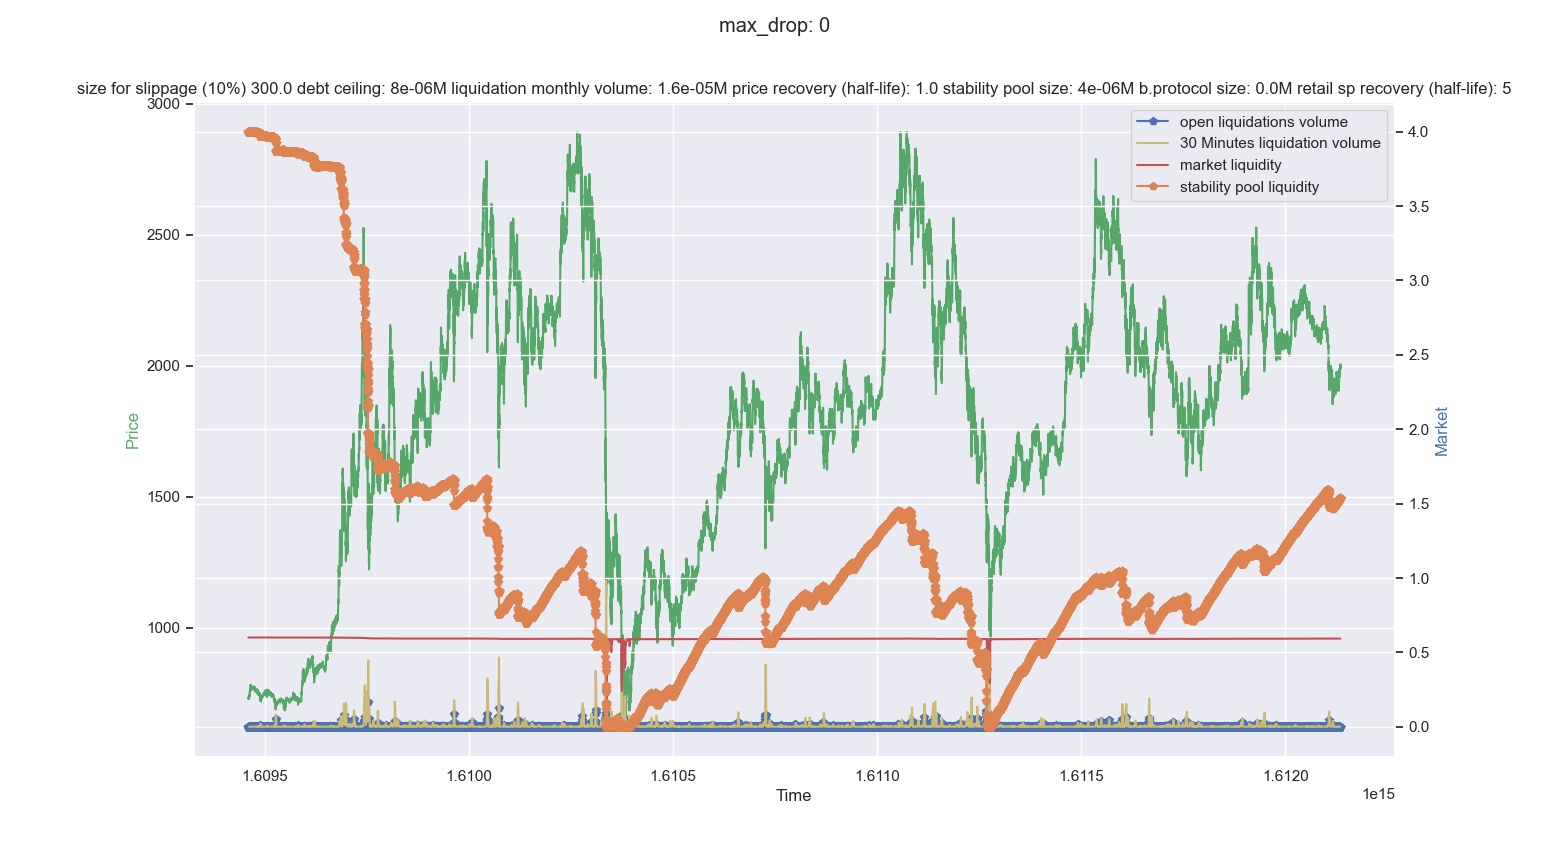 max_drop: 0
size for slippage (10%) 300.0 debt ceiling: 8e-06M liquidation monthly volume: 1.6e-05M price recovery (half-life): 1.0 stability pool size: 4e-06M b.protocol size: 0.0M retail sp recovery (half-life): 5
open liquidations volume
30 Minutes liquidation volume
market liquidity
stability pool liquidity
3000
2500
2000
1500
1000
Price
4.0
3.5
3.0
2.5
2.0
1.5
1.0
0.5
0.0
Market
1.6095
1.6100
1.6105
1.6110
1.6115
1.6120
1e15
Time